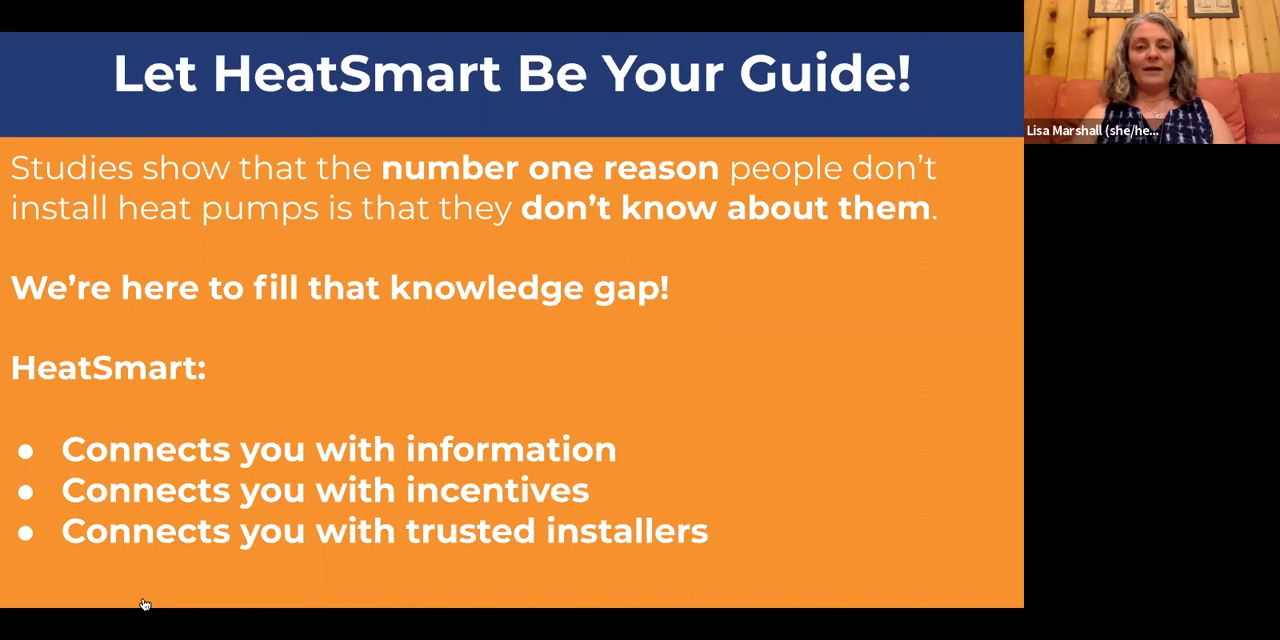 Let HeatSmart Be Your Guide!
Studies show that the number one reason people don’t
install heat pumps is that they don’t know about them.
We’re here to fill that knowledge gap!
HeatSmart:
● Connects you with information
● Connects you with incentives
● Connects you with trusted installers
Lisa Marshall (she/he...